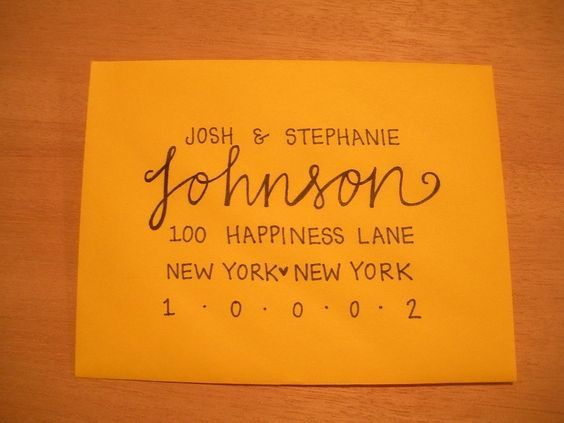 JOSH & STEPHANIE
Johnson
100 HAPPINESS LANE
NEW YORK♥NEW YORK
1 · 0 · 0 · 0 · 2